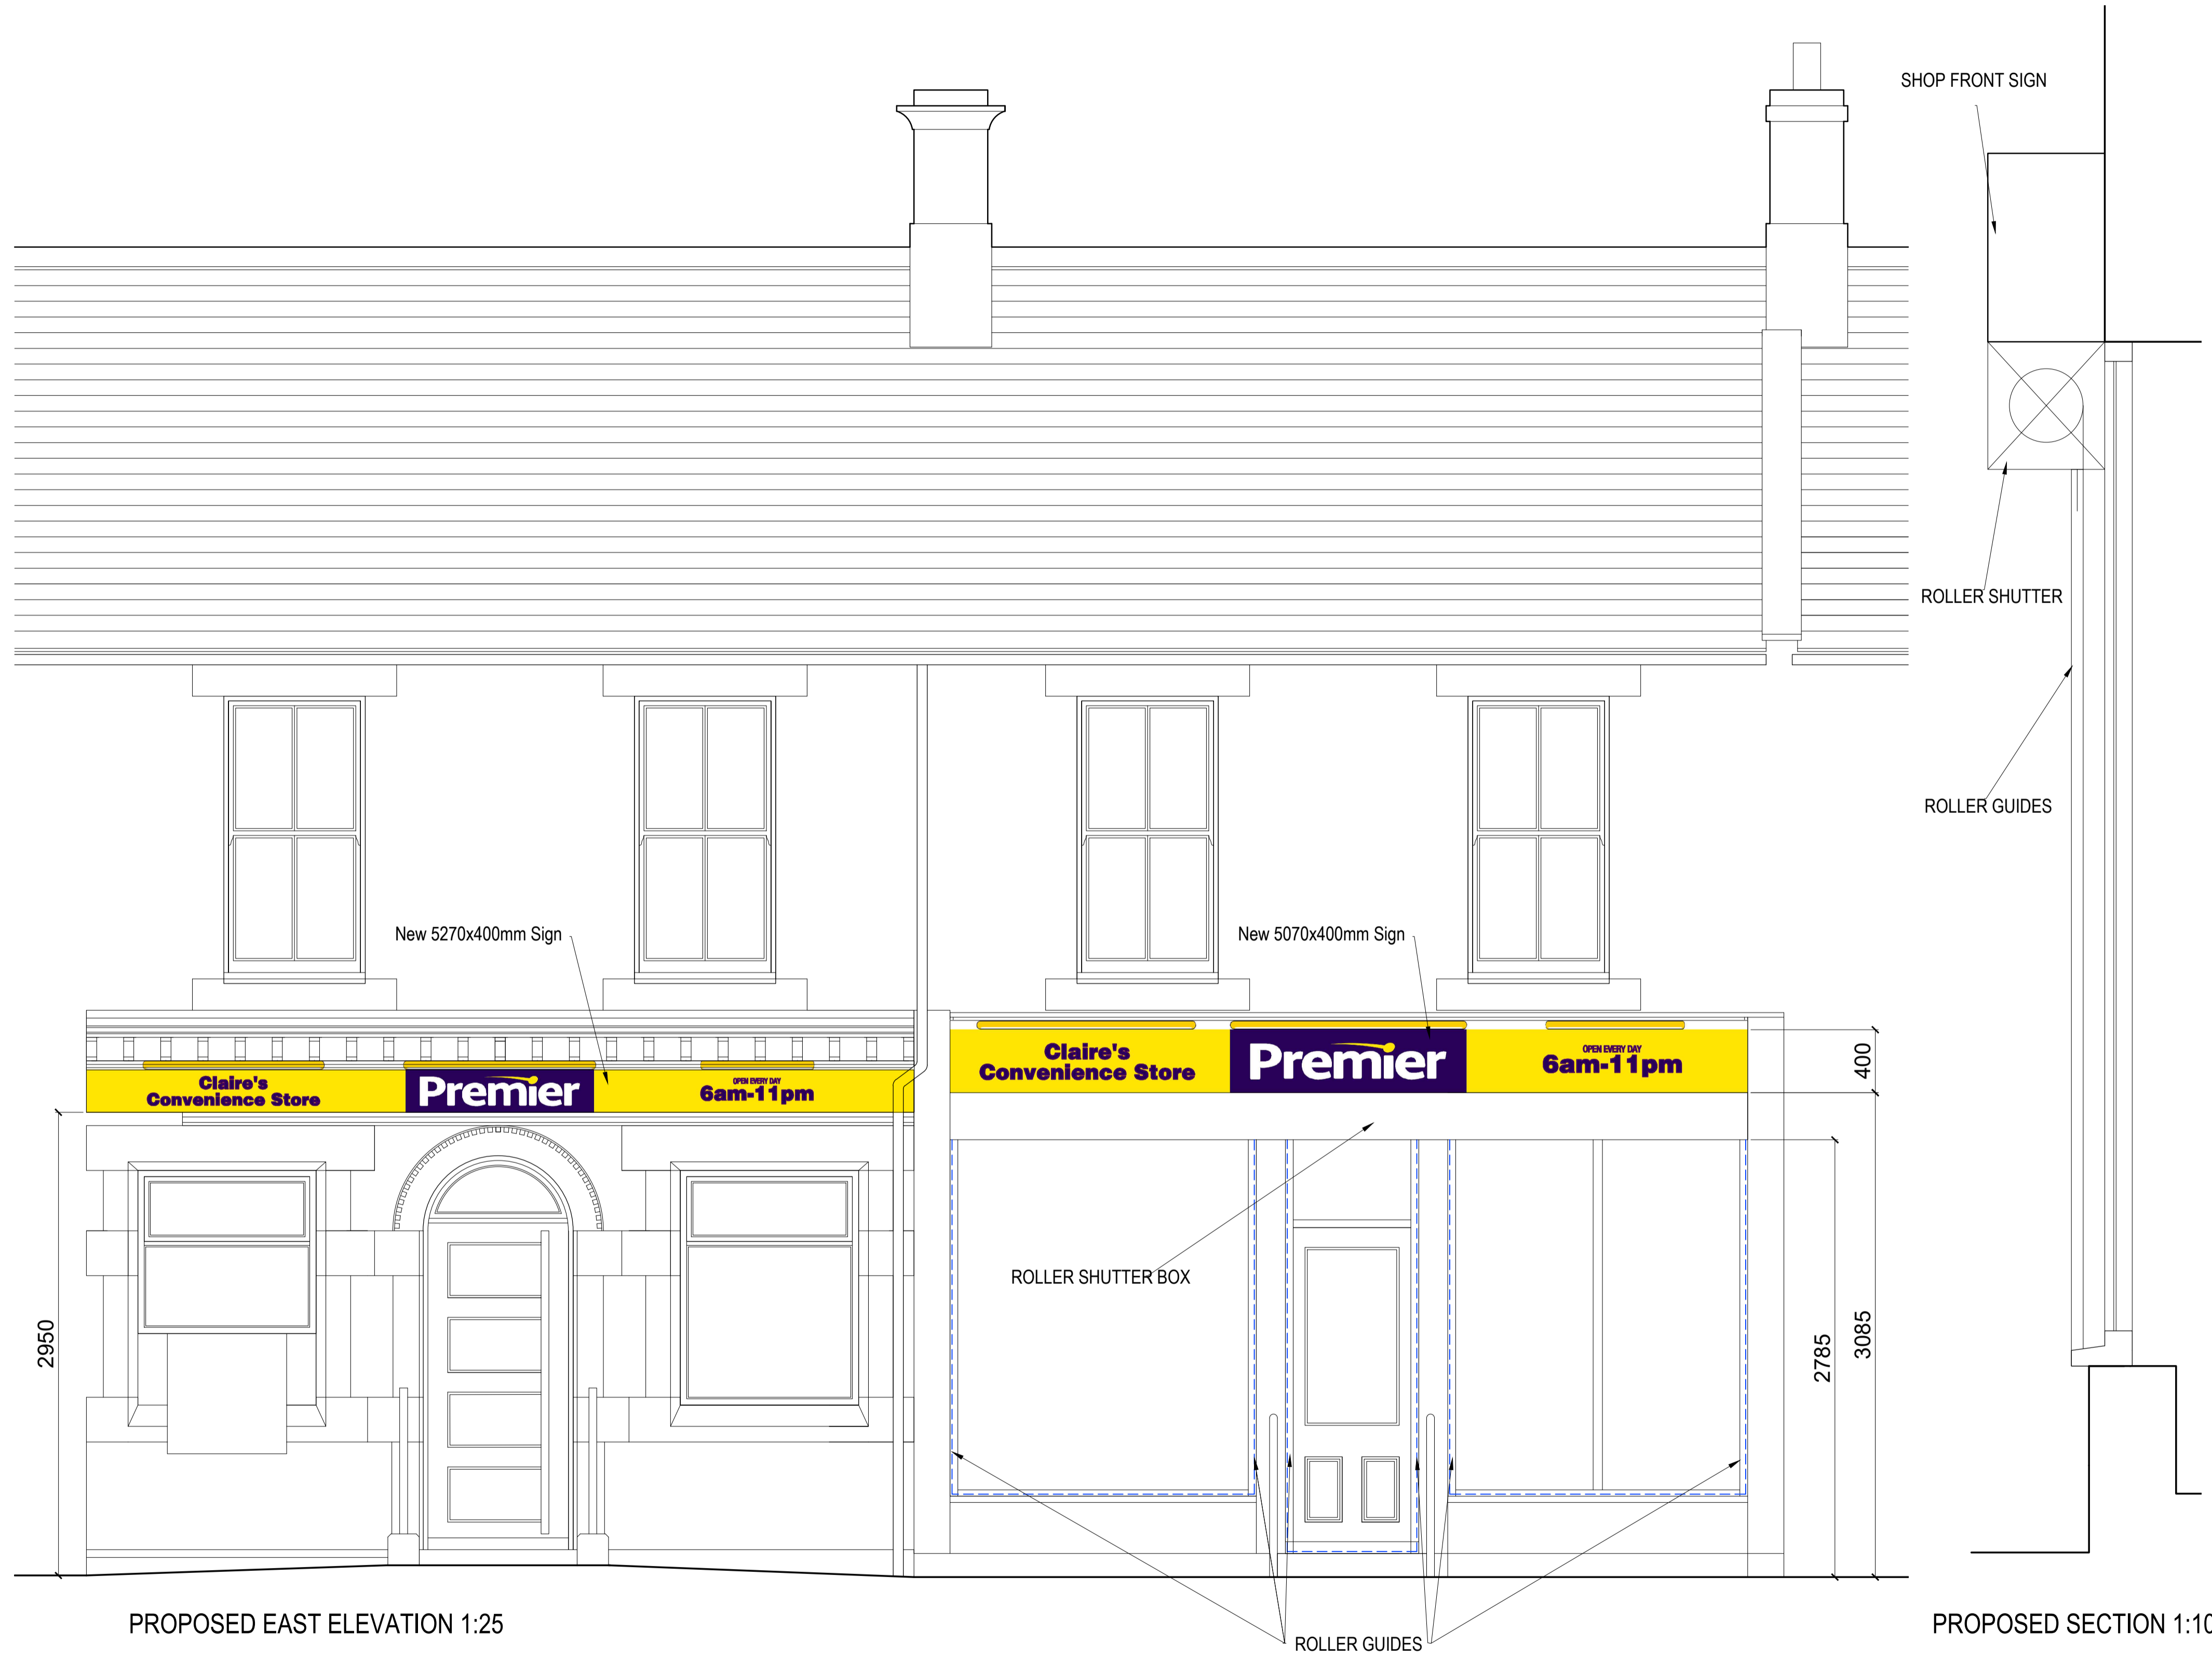 SHOP FRONT SIGN
ROLLER SHUTTER
ROLLER GUIDES
New 5270x400mm Sign
New 5070x400mm Sign
Claire's
Convenience Store
Premier
OPEN EVERY DAY
6am-11pm
Claire's
Convenience Store
Premier
OPEN EVERY DAY
6am-11pm
400
ROLLER SHUTTER BOX
2950
2785
3085
PROPOSED EAST ELEVATION 1:25
ROLLER GUIDES
PROPOSED SECTION 1:10